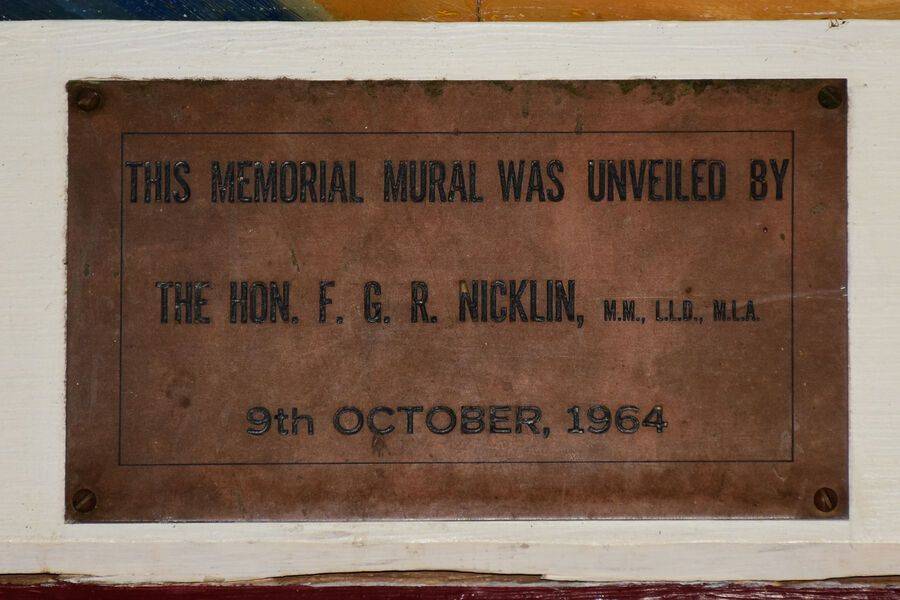 THIS MEMORIAL MURAL WAS UNVEILED BY
THE HON. F. G. R. NICKLIN, M.M., L.L.D., M.L.A.
9th OCTOBER, 1964